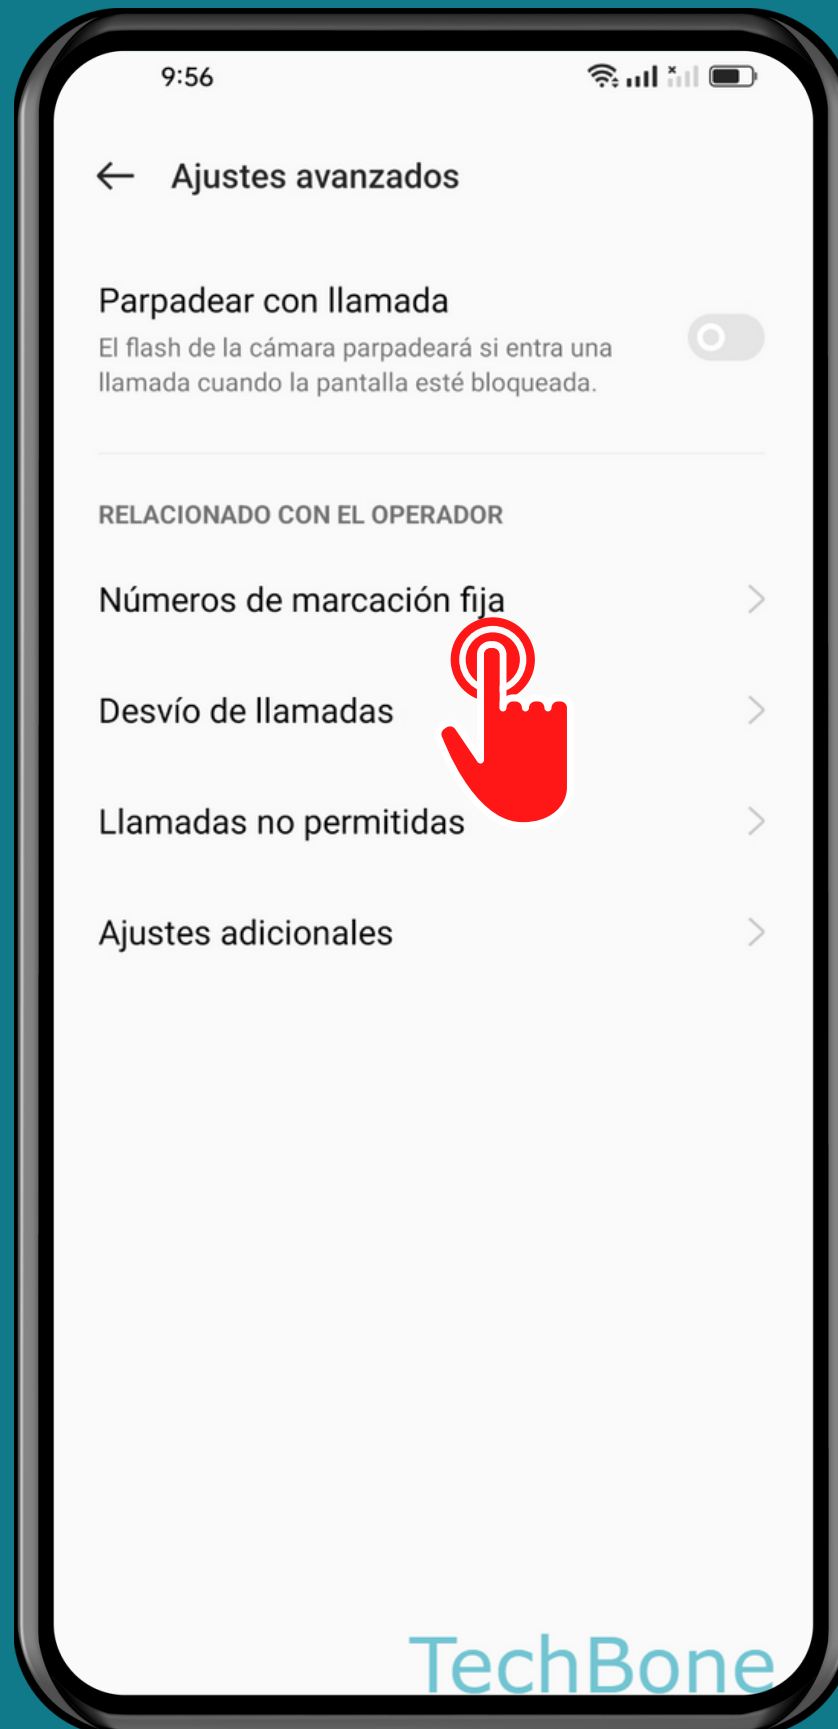 9:56
Ajustes avanzados
Parpadear con llamada
El flash de la cámara parpadeará si entra una
llamada cuando la pantalla esté bloqueada.
RELACIONADO CON EL OPERADOR
Números de marcación fija
Desvío de llamadas
Llamadas no permitidas
Ajustes adicionales
TechBone